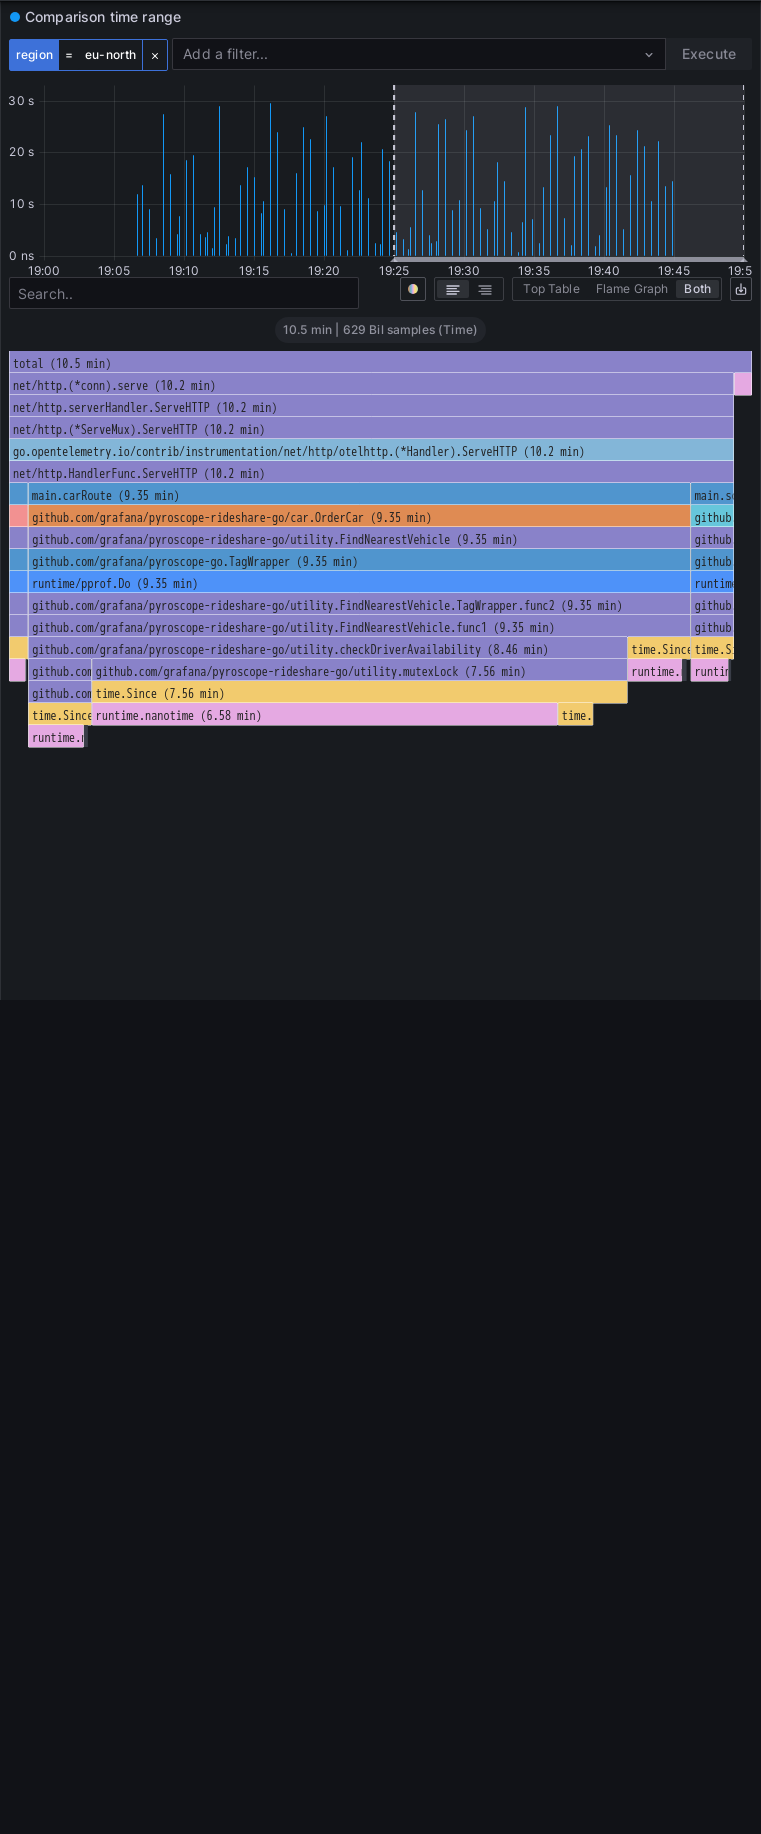 Comparison time range
region = eu-north × Add a filter... Execute
30 s
20 s
10 s
0 ns
19:00 19:05 19:10 19:15 19:20 19:25 19:30 19:35 19:40 19:45 19:5
Search.. Top Table Flame Graph Both
10.5 min | 629 Bil samples (Time)
total (10.5 min)
net/http.(*conn).serve (10.2 min)
net/http.serverHandler.ServeHTTP (10.2 min)
net/http.(*ServeMux).ServeHTTP (10.2 min)
go.opentelemetry.io/contrib/instrumentation/net/http/otelhttp.(*Handler).ServeHTTP (10.2 min)
net/http.HandlerFunc.ServeHTTP (10.2 min)
main.carRoute (9.35 min) main.s
github.com/grafana/pyroscope-rideshare-go/car.OrderCar (9.35 min) github.
github.com/grafana/pyroscope-rideshare-go/utility.FindNearestVehicle (9.35 min) github
github.com/grafana/pyroscope-go.TagWrapper (9.35 min) github
runtime/pprof.Do (9.35 min) runtime
github.com/grafana/pyroscope-rideshare-go/utility.FindNearestVehicle.TagWrapper.func2 (9.35 min) github
github.com/grafana/pyroscope-rideshare-go/utility.FindNearestVehicle.func1 (9.35 min) github
github.com/grafana/pyroscope-rideshare-go/utility.checkDriverAvailability (8.46 min) time.Since time.S
github.com github.com/grafana/pyroscope-rideshare-go/utility.mutexLock (7.56 min) runtime. runtim
github.com time.Since (7.56 min)
time.Since runtime.nanotime (6.58 min) time.
runtime.n